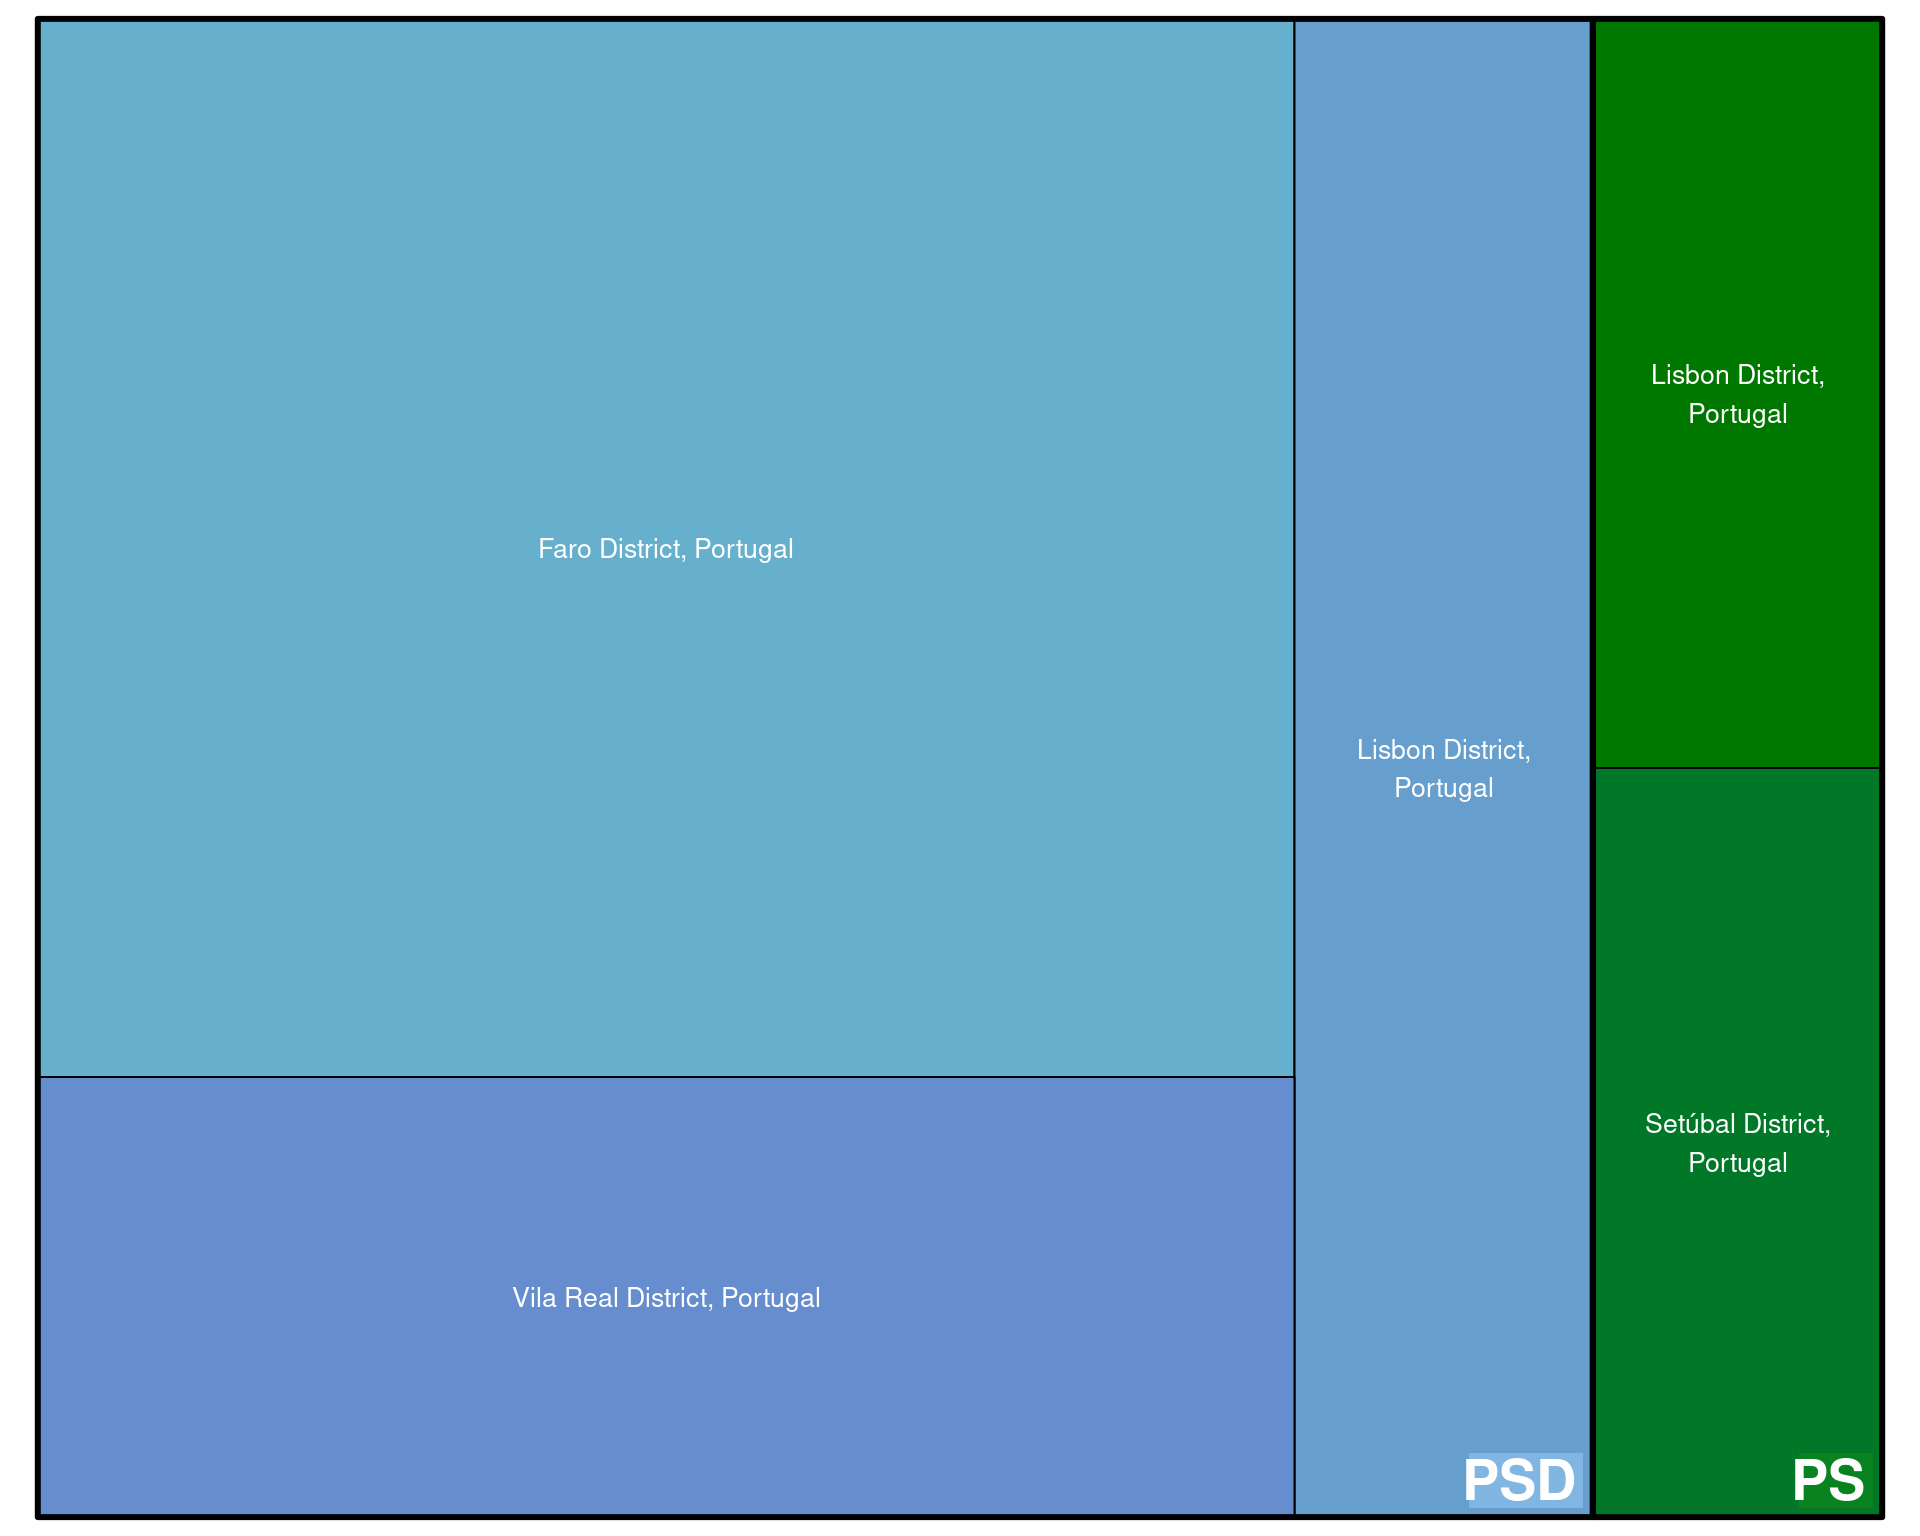 Faro District, Portugal
Vila Real District, Portugal
Lisbon District,
Portugal
PSD
Lisbon District,
Portugal
Setúbal District,
Portugal
PS